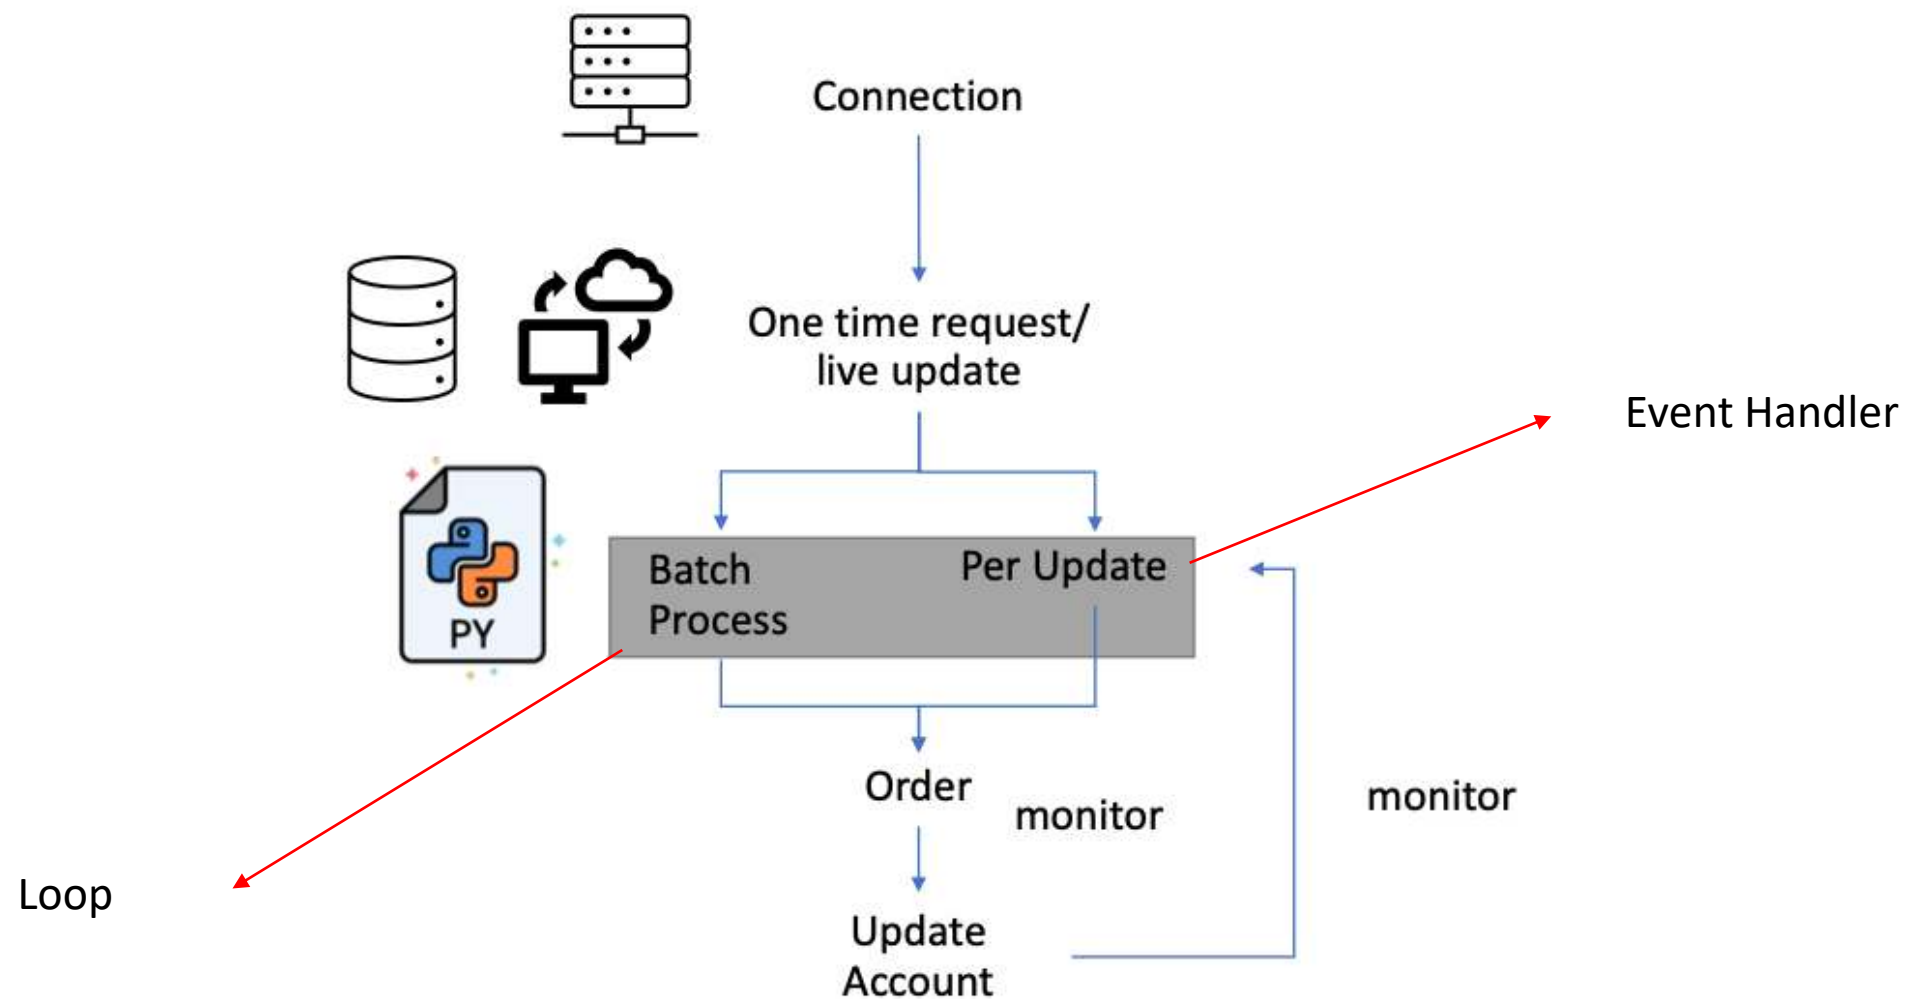 Connection
One time request/
live update
Event Handler
Batch
Process
Per Update
PY
Order
monitor
monitor
Loop
Update
Account